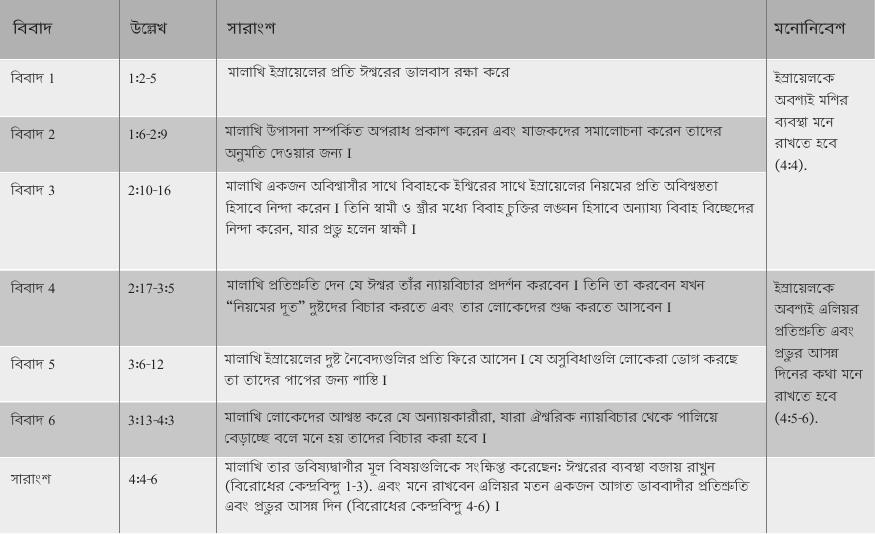 বিবাদ উল্লেখ সারাংশ মনোনিবেশ
বিবাদ 1 1:2-5 মালাখি ইস্রায়েলের প্রতি ঈশ্বরের ভালবাস রক্ষা করে
বিবাদ 2 1:6-2:9 মালাখি উপাসনা সম্পর্কিত অপরাধ প্রকাশ করেন এবং যাজকদের সমালোচনা করেন তাদের
অনুমতি দেওয়ার জন্য I
বিবাদ 3 2:10-16 মালাখি একজন অবিশ্বাসীর সাথে বিবাহকে ইশ্বিরের সাথে ইস্রায়েলের নিয়মের প্রতি অবিশ্বস্ততা
হিসাবে নিন্দা করেন I তিনি স্বামী ও স্ত্রীর মধ্যে বিবাহ চুক্তির লঙ্ঘন হিসাবে অন্যায্য বিবাহ বিচ্ছেদের
নিন্দা করেন, যার প্রভু হলেন স্বাক্ষী I
ইস্রায়েলকে
অবশ্যই মশির
ব্যবস্থা মনে
রাখতে হবে
(4:4).
বিবাদ 4 2:17-3:5 মালাখি প্রতিশ্রুতি দেন যে ঈশ্বর তাঁর ন্যায়বিচার প্রদর্শন করবেন I তিনি তা করবেন যখন
“নিয়মের দূত” দুষ্টদের বিচার করতে এবং তার লোকেদের শুদ্ধ করতে আসবেন I
বিবাদ 5 3:6-12 মালাখি ইস্রায়েলের দুষ্ট নৈবেদ্যগুলির প্রতি ফিরে আসেন I যে অসুবিধাগুলি লোকেরা ভোগ করছে
তা তাদের পাপের জন্য শাস্তি I
বিবাদ 6 3:13-4:3 মালাখি লোকেদের আশ্বস্ত করে যে অন্যায়কারীরা, যারা ঐশ্বরিক ন্যায়বিচার থেকে পালিয়ে
বেড়াচ্ছে বলে মনে হয় তাদের বিচার করা হবে I
ইস্রায়েলকে
অবশ্যই এলিয়র
প্রতিশ্রুতি এবং
প্রভুর আসন্ন
দিনের কথা মনে
রাখতে হবে
(4:5-6).
সারাংশ 4:4-6 মালাখি তার ভবিষ্যদ্বাণীর মূল বিষয়গুলিকে সংক্ষিপ্ত করেছেন: ঈশ্বরের ব্যবস্থা বজায় রাখুন
(বিরোধের কেন্দ্রবিন্দু 1-3). এবং মনে রাখবেন এলিয়র মতন একজন আগত ভাববাদীর প্রতিশ্রুতি
এবং প্রভুর আসন্ন দিন (বিরোধের কেন্দ্রবিন্দু 4-6) I